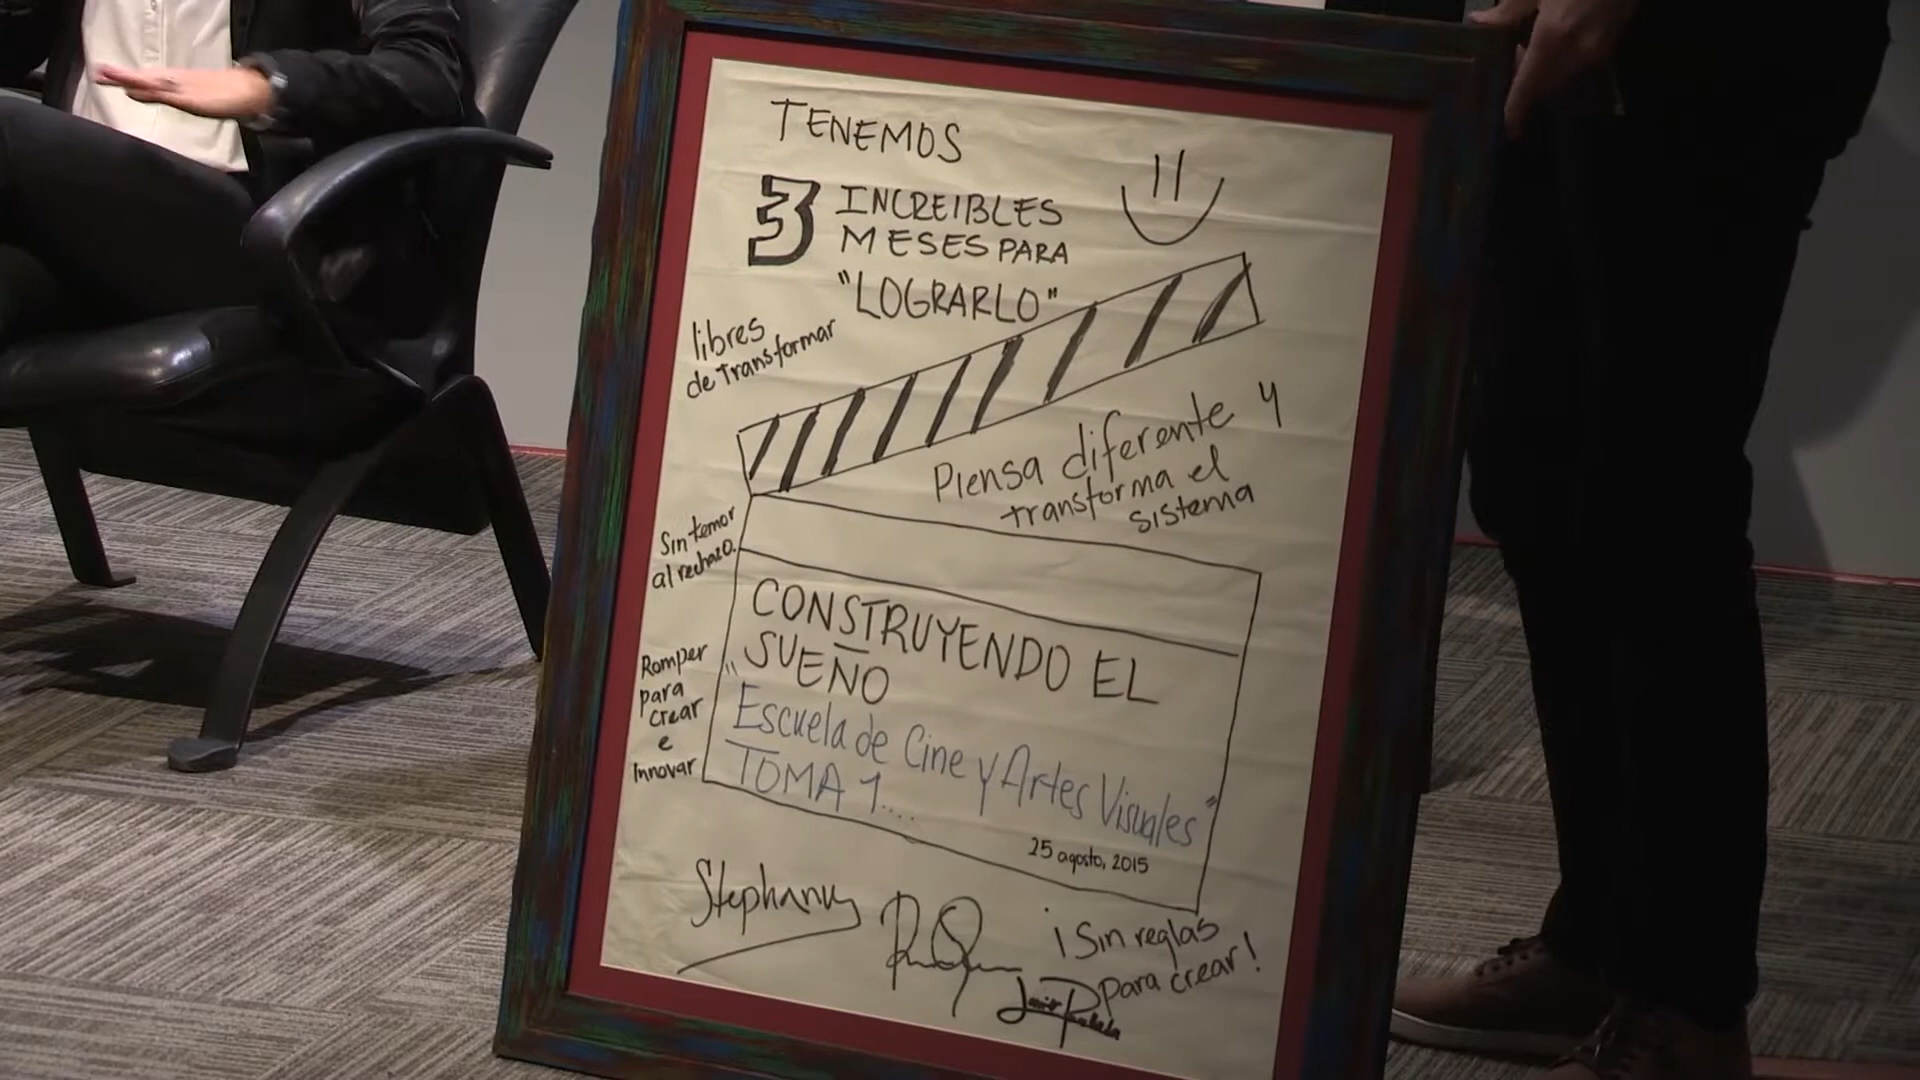 TENEMOS
3 INCREIBLES
MESES PARA
"LOGRARLO"
libres
de Transformar
Piensa diferente y
transforma el
sistema
Sin temor
al rechazo.
CONSTRUYENDO EL
SUEÑO
"Escuela de Cine y Artes Visuales"
TOMA 1....
25 agosto, 2015
Romper
para
crear
e
Innovar
Stephany
¡Sin reglas
para crear!